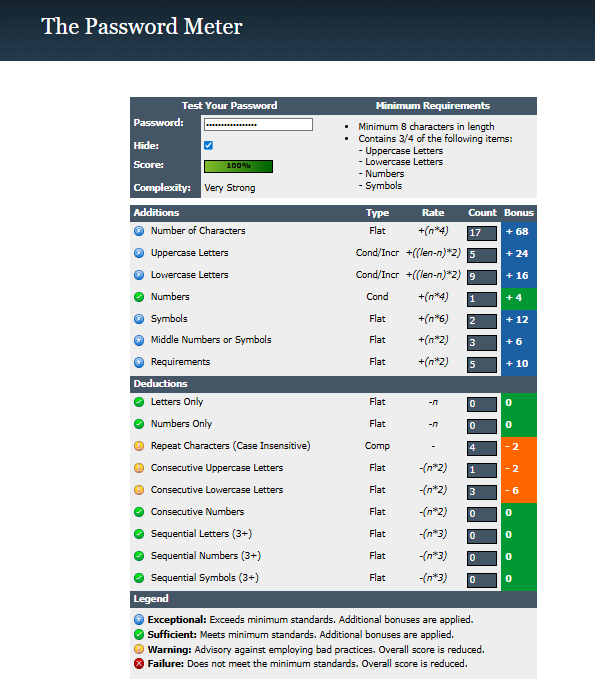 The Password Meter
Test Your Password Minimum Requirements
Password: •••••••••••••••••
• Minimum 8 characters in length
• Contains 3/4 of the following items:
Hide:
- Uppercase Letters
- Lowercase Letters
Score: 100%
- Numbers
- Symbols
Complexity: Very Strong
Additions Type Rate Count Bonus
Number of Characters Flat +(n*4) 17 + 68
Uppercase Letters Cond/Incr +((len-n)*2) 5 + 24
Lowercase Letters Cond/Incr +((len-n)*2) 9 + 16
Numbers Cond +(n*4) 1 + 4
Symbols Flat +(n*6) 2 + 12
Middle Numbers or Symbols Flat +(n*2) 3 + 6
Requirements Flat +(n*2) 5 + 10
Deductions
Letters Only Flat -n 0 0
Numbers Only Flat -n 0 0
Repeat Characters (Case Insensitive) Comp - 4 - 2
Consecutive Uppercase Letters Flat -(n*2) 1 - 2
Consecutive Lowercase Letters Flat -(n*2) 3 - 6
Consecutive Numbers Flat -(n*2) 0 0
Sequential Letters (3+) Flat -(n*3) 0 0
Sequential Numbers (3+) Flat -(n*3) 0 0
Sequential Symbols (3+) Flat -(n*3) 0 0
Legend
Exceptional: Exceeds minimum standards. Additional bonuses are applied.
Sufficient: Meets minimum standards. Additional bonuses are applied.
Warning: Advisory against employing bad practices. Overall score is reduced.
Failure: Does not meet the minimum standards. Overall score is reduced.